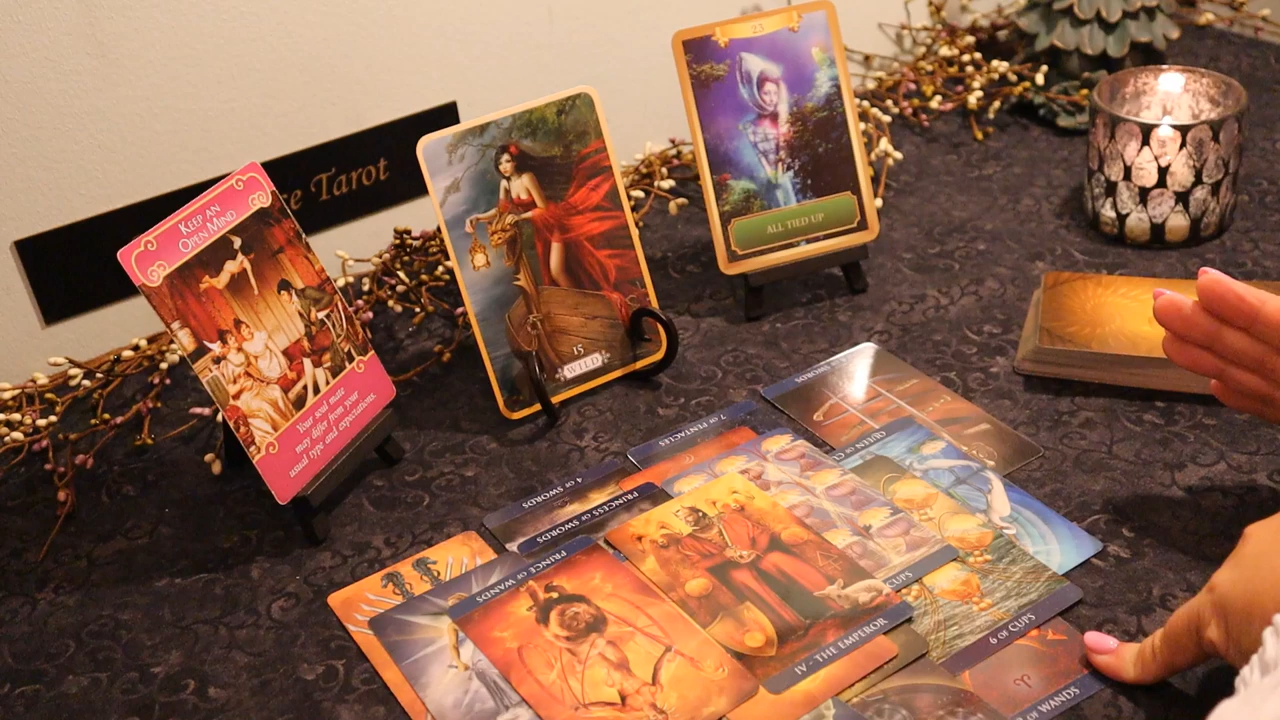 ce Tarot
KEEP AN
OPEN MIND
Your soul mate
may differ from your
usual type and expectations.
15
WILD
23
ALL TIED UP
SWORDS
7 OF PENTACLES
QUEEN OF
4 OF SWORDS
PRINCESS OF SWORDS
PRINCE OF WANDS
CUPS
IV - THE EMPEROR
6 OF CUPS
OF WANDS